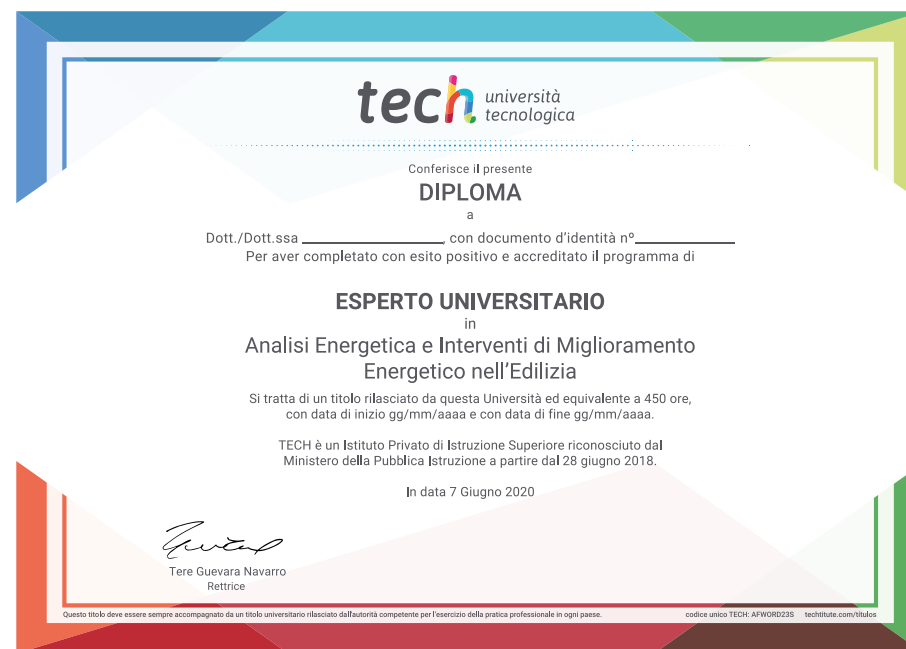 tech università
tecnologica
Conferisce il presente
DIPLOMA
a
Dott./Dott.ssa ____________________, con documento d'identità nº______________
Per aver completato con esito positivo e accreditato il programma di
ESPERTO UNIVERSITARIO
in
Analisi Energetica e Interventi di Miglioramento
Energetico nell'Edilizia
Si tratta di un titolo rilasciato da questa Università ed equivalente a 450 ore,
con data di inizio gg/mm/aaaa e con data di fine gg/mm/aaaa.
TECH è un Istituto Privato di Istruzione Superiore riconosciuto dal
Ministero della Pubblica Istruzione a partire dal 28 giugno 2018.
In data 7 Giugno 2020
Tere Guevara Navarro
Rettrice
Questo titolo deve essere sempre accompagnato da un titolo universitario rilasciato dall'autorità competente per l'esercizio della pratica professionale in ogni paese. codice unico TECH: AFWORD23S techtitute.com/titulos